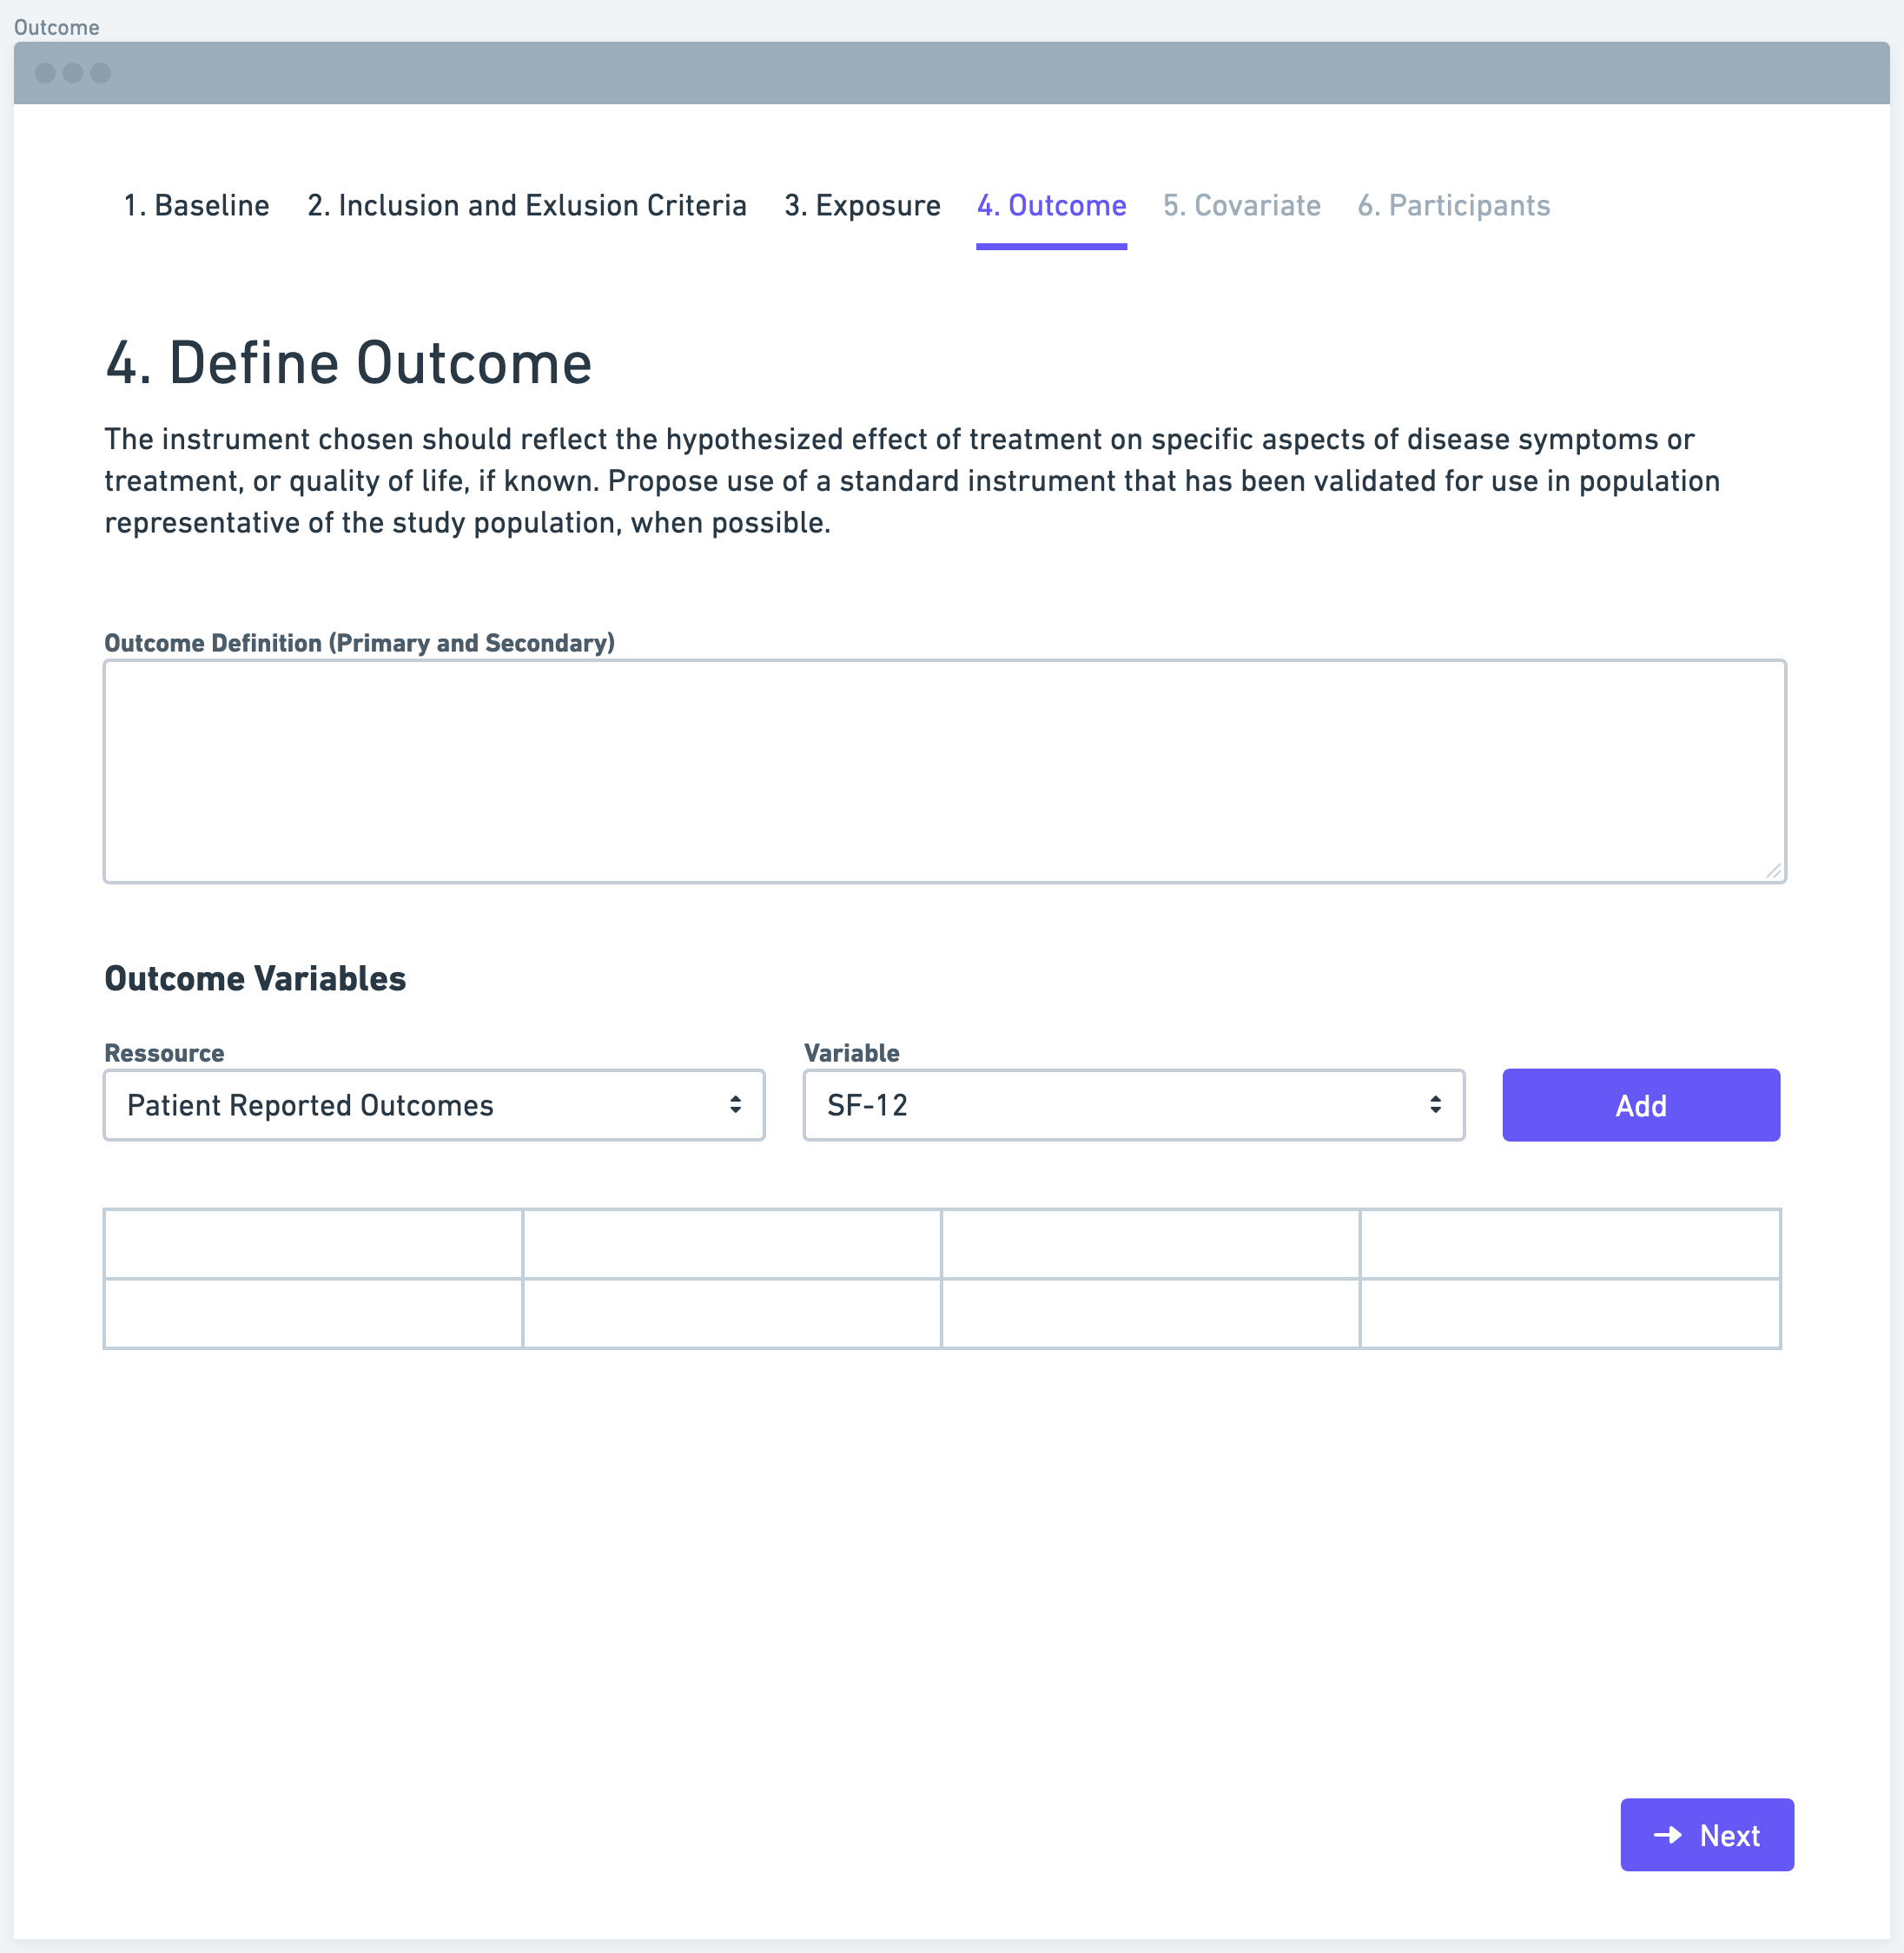 Outcome
1. Baseline 2. Inclusion and Exlusion Criteria 3. Exposure 4. Outcome 5. Covariate 6. Participants
4. Define Outcome
The instrument chosen should reflect the hypothesized effect of treatment on specific aspects of disease symptoms or
treatment, or quality of life, if known. Propose use of a standard instrument that has been validated for use in population
representative of the study population, when possible.
Outcome Definition (Primary and Secondary)
Outcome Variables
Ressource Variable
Patient Reported Outcomes SF-12 Add
Next